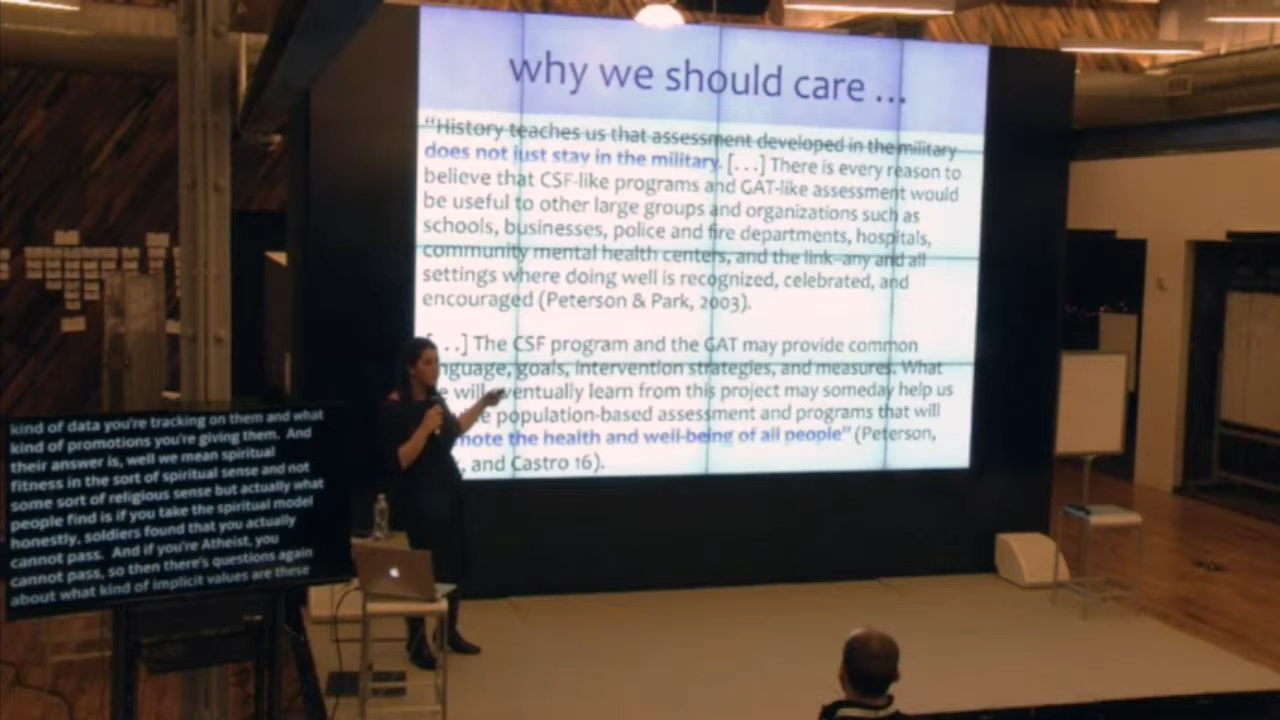 why we should care ...
“History teaches us that assessment developed in the military
does not just stay in the military. [...] There is every reason to
believe that CSF-like programs and GAT-like assessment would
be useful to other large groups and organizations such as
schools, businesses, police and fire departments, hospitals,
community mental health centers, and the link–any and all
settings where doing well is recognized, celebrated, and
encouraged (Peterson & Park, 2003).
. .] The CSF program and the GAT may provide common
nguage, goals, intervention strategies, and measures. What
e will eventually learn from this project may someday help us
e population-based assessment and programs that will
mote the health and well-being of all people” (Peterson,
, and Castro 16).
kind of data you're tracking on them and what
kind of promotions you're giving them. And
their answer is, well we mean spiritual
fitness in the sort of spiritual sense and not
some sort of religious sense but actually what
people find is if you take the spiritual model
honestly, soldiers found that you actually
cannot pass. And if you're Atheist, you
cannot pass, so then there's questions again
about what kind of implicit values are these